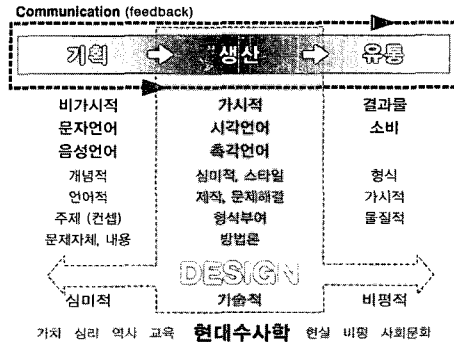 Communication (feedback)
기획 생산 유통
비가시적 가시적 결과물
문자언어 시각언어 소비
음성언어 촉각언어
개념적 심미적, 스타일 형식
언어적 제작, 문제해결 가시적
주제 (컨셉) 형식부여 물질적
문제자체, 내용 방법론
DESIGN
심미적 기술적 비평적
가치 심리 역사 교육 현대수사학 현실 비평 사회문화